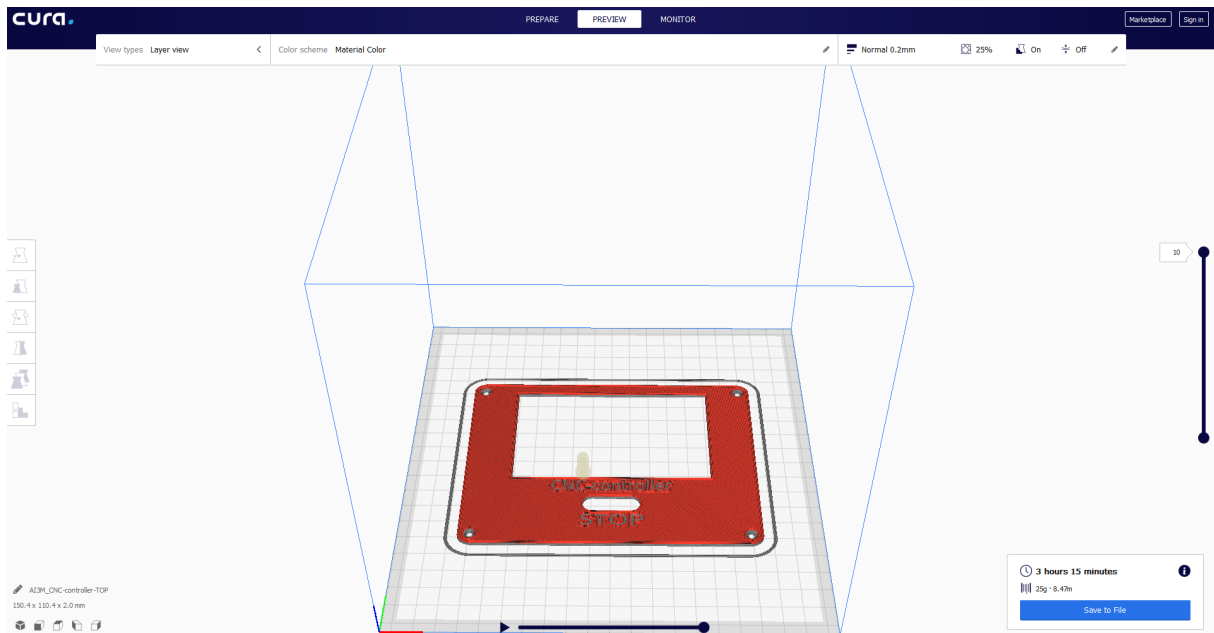 cura.
PREPARE PREVIEW MONITOR
Marketplace Sign in
View types Layer view Color scheme Material Color Normal 0.2mm 25% On Off
10
CNC-controller
STOP
3 hours 15 minutes
25g · 8.47m
Save to File
AI3M_CNC-controller-TOP
150.4 x 110.4 x 2.0 mm